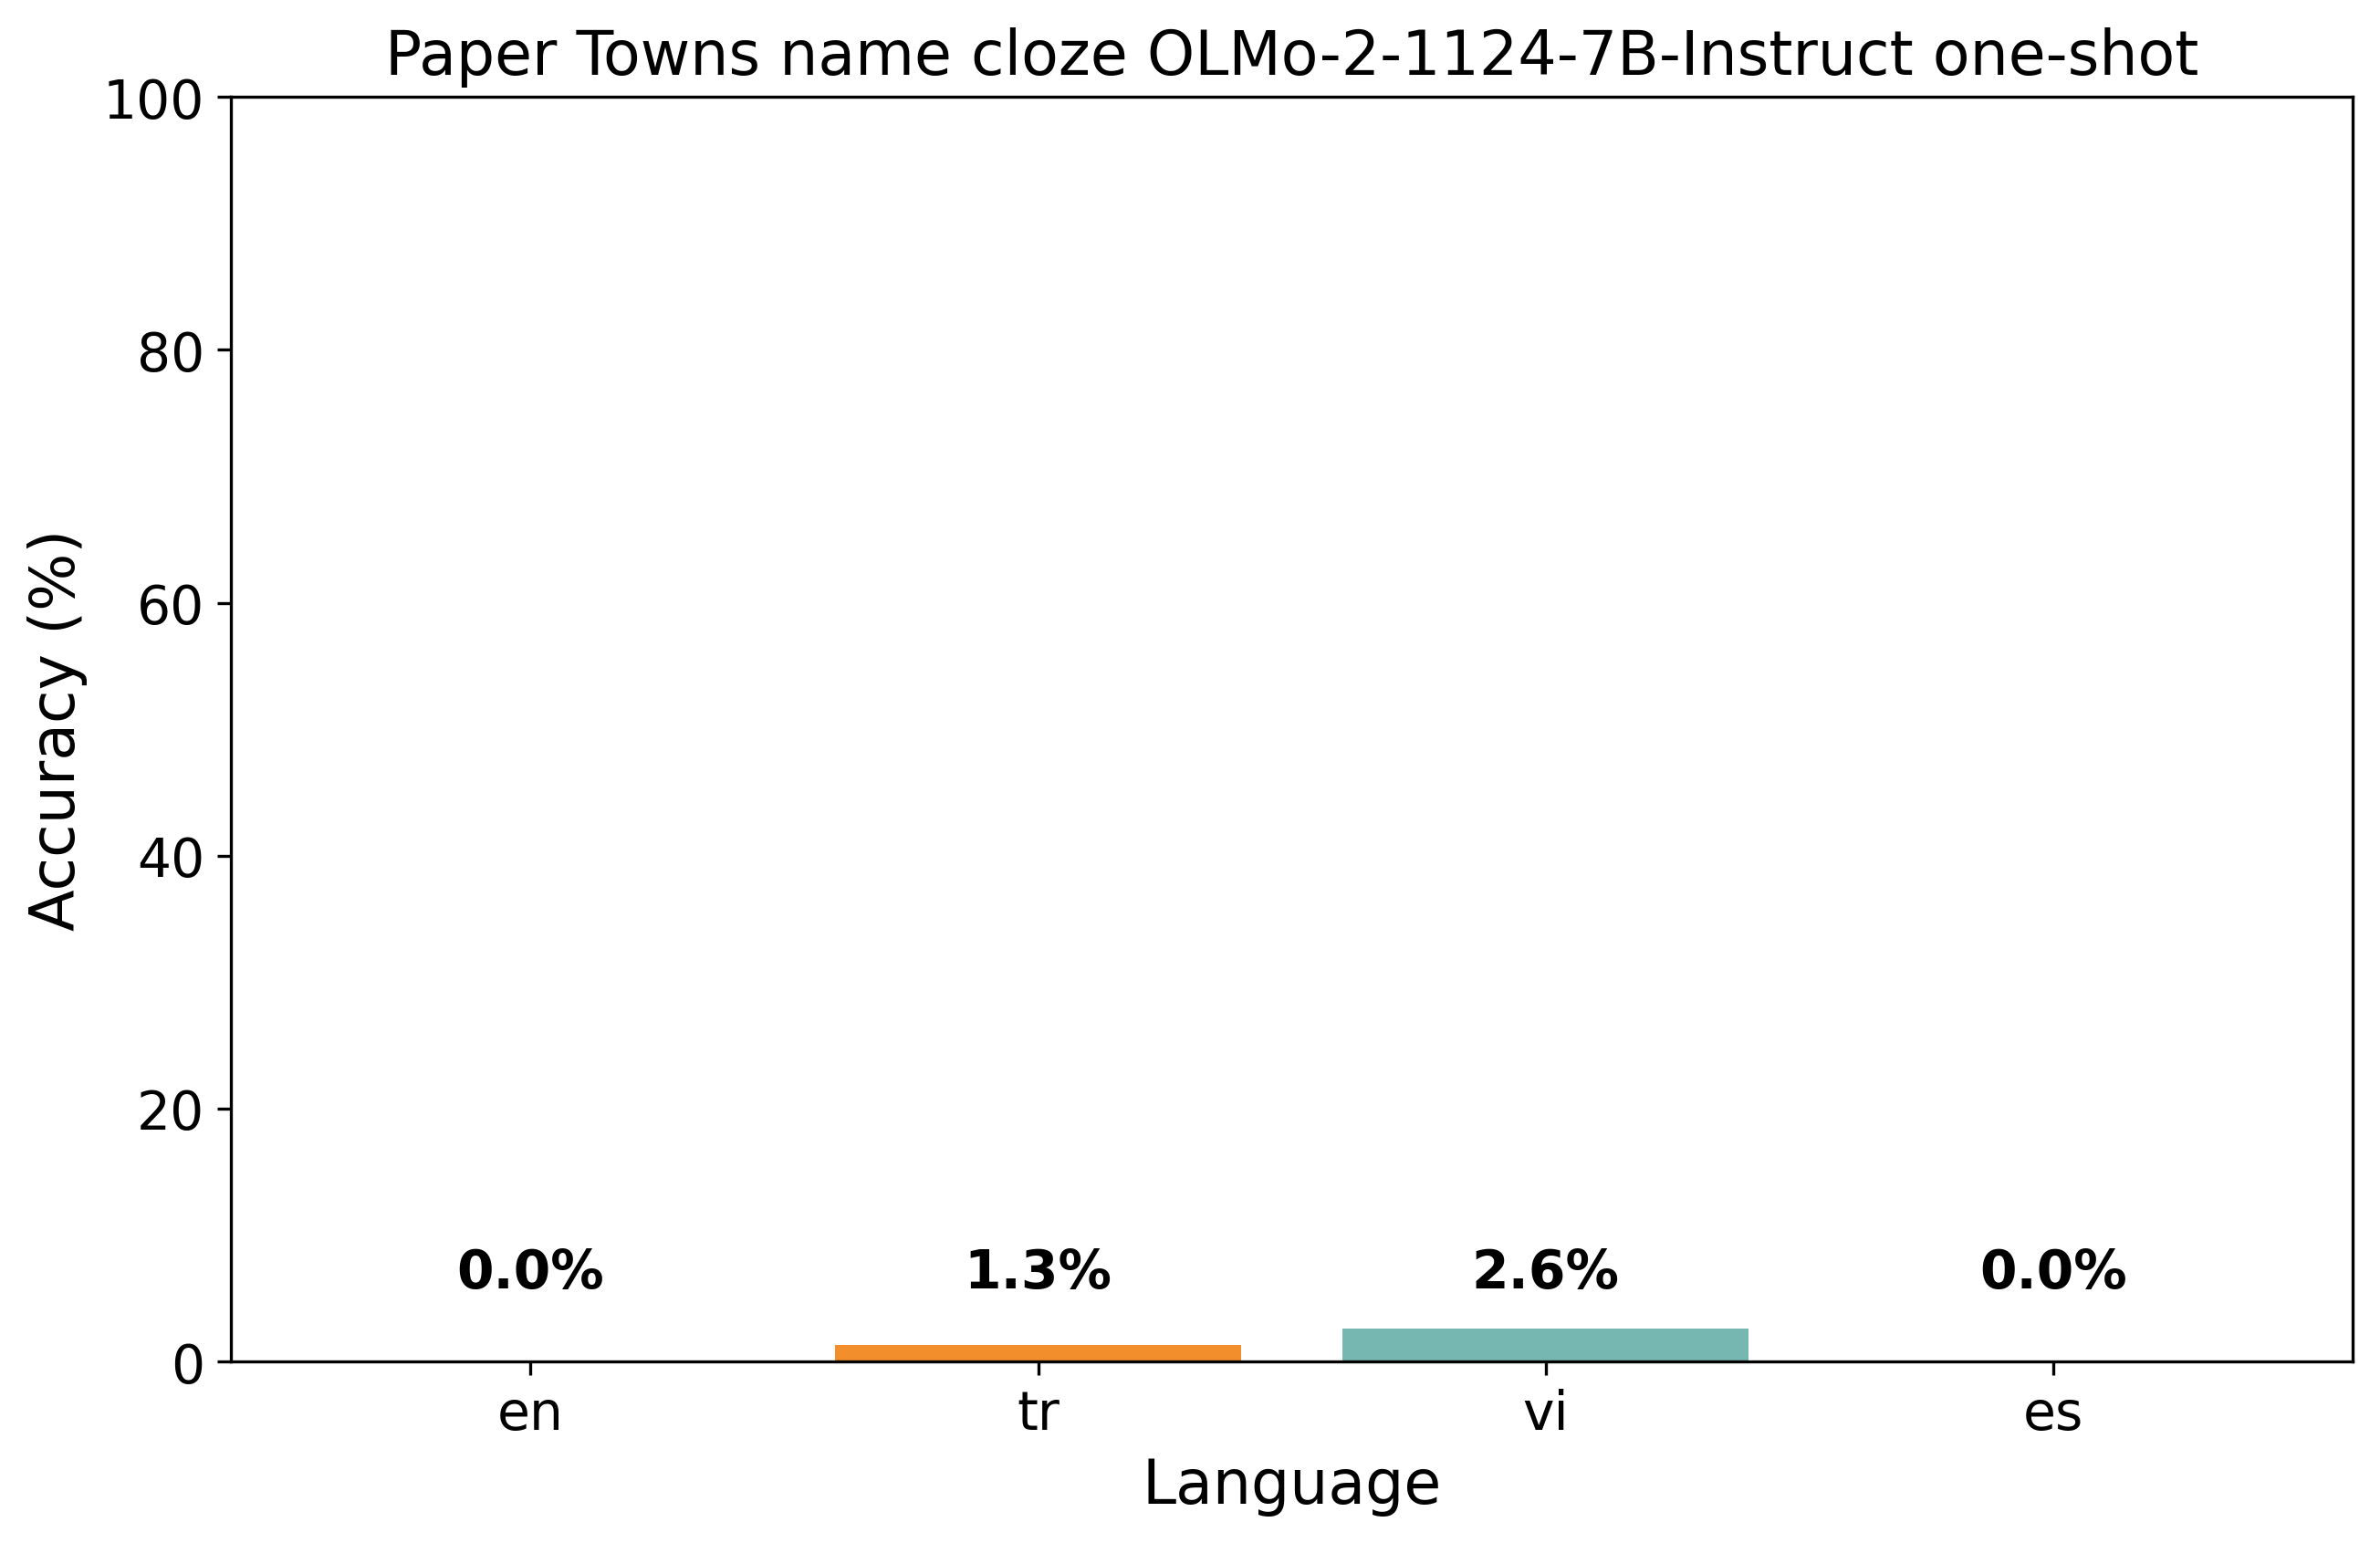 Paper Towns name cloze OLMo-2-1124-7B-Instruct one-shot
100
80
60
40
20
0
Accuracy (%)
0.0%
1.3%
2.6%
0.0%
en
tr
vi
es
Language